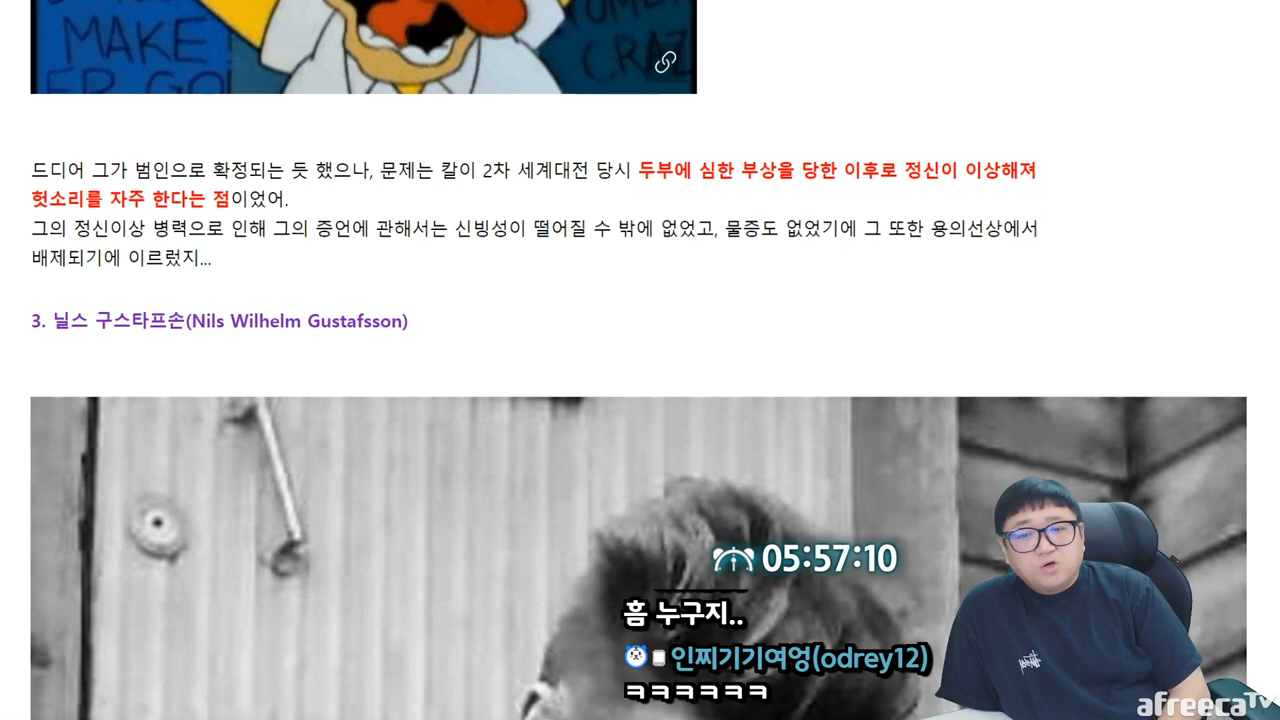 MAKE
CRAZ
드디어 그가 범인으로 확정되는 듯 했으나, 문제는 칼이 2차 세계대전 당시 두부에 심한 부상을 당한 이후로 정신이 이상해져
헛소리를 자주 한다는 점이었어.
그의 정신이상 병력으로 인해 그의 증언에 관해서는 신빙성이 떨어질 수 밖에 없었고, 물증도 없었기에 그 또한 용의선상에서
배제되기에 이르렀지...
3. 닐스 구스타프손(Nils Wilhelm Gustafsson)
05:57:10
흠 누구지..
인찌기기여엉(odrey12)
ㅋㅋㅋㅋㅋㅋ
afreecaTV